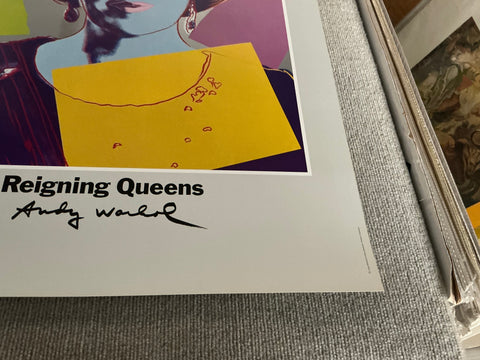 Reigning Queens
Andy Warhol